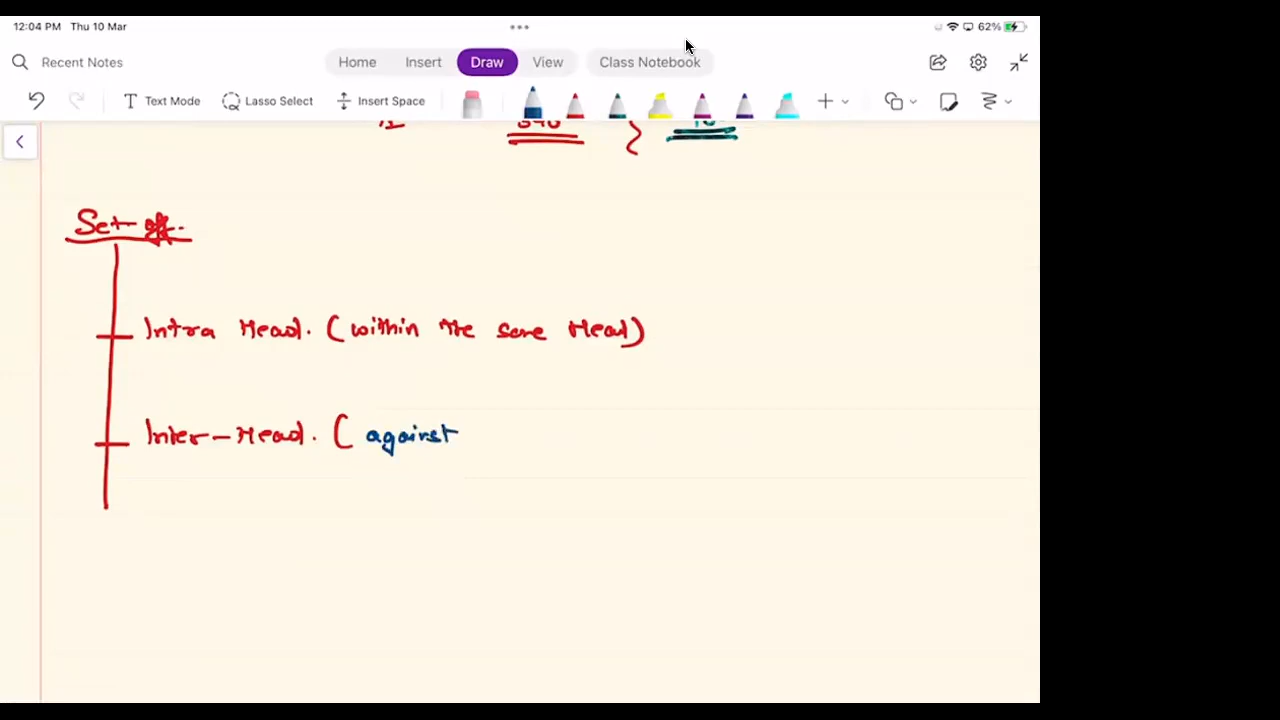 12:04 PM Thu 10 Mar
62%
Recent Notes
Home Insert Draw View Class Notebook
Text Mode Lasso Select Insert Space
Set off.
Intra Head. (within the same Head)
Inter-Head. ( against